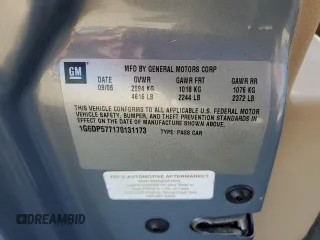 GM
MFD BY GENERAL MOTORS CORP
DATE GVWR GAWR FRT GAWR RR
09/06 2094 KG 1018 KG 1076 KG
4616 LB 2244 LB 2372 LB
THIS VEHICLE CONFORMS TO ALL APPLICABLE U.S. FEDERAL MOTOR
VEHICLE SAFETY, BUMPER, AND THEFT PREVENTION STANDARDS IN
EFFECT ON THE DATE OF MANUFACTURE SHOWN ABOVE.
1G6DP577170131173 TYPE: PASS CAR
AUTOMOTIVE AFTERMARKET
DREAMBID